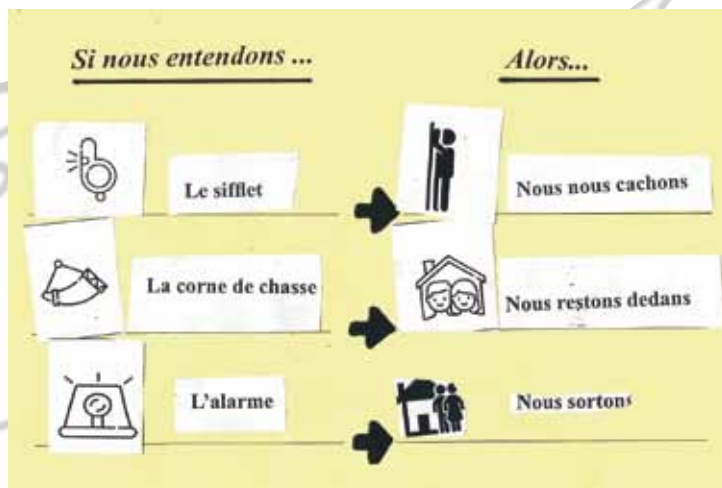 Si nous entendons ... Alors...
Le sifflet Nous nous cachons
La corne de chasse Nous restons dedans
L'alarme Nous sortons